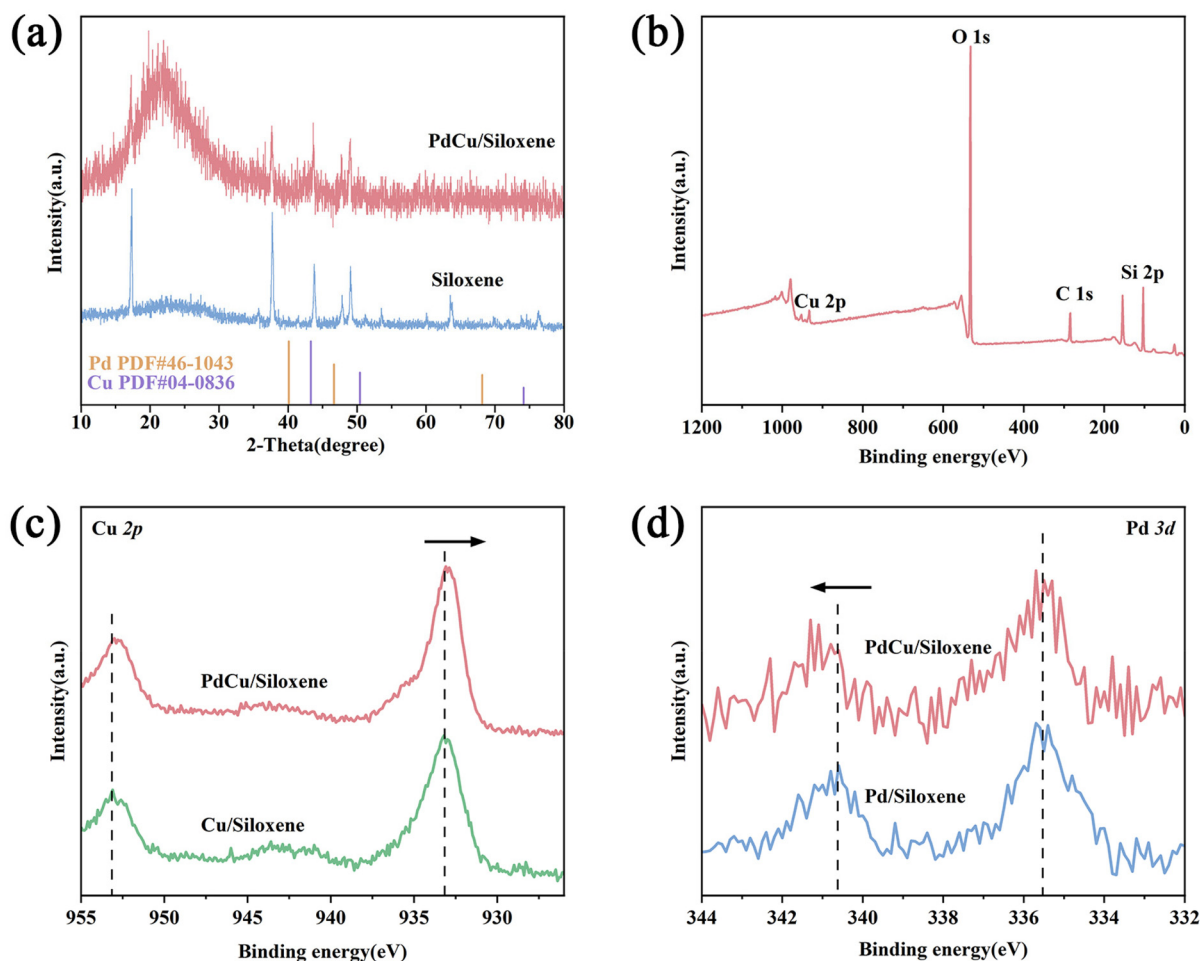 (a)
PdCu/Siloxene
Siloxene
Pd PDF#46-1043
Cu PDF#04-0836
10 20 30 40 50 60 70 80
2-Theta(degree)
Intensity(a.u.)
(b)
O 1s
Cu 2p
C 1s
Si 2p
1200 1000 800 600 400 200 0
Binding energy(eV)
Intensity(a.u.)
(c)
Cu 2p
PdCu/Siloxene
Cu/Siloxene
955 950 945 940 935 930
Binding energy(eV)
Intensity(a.u.)
(d)
Pd 3d
PdCu/Siloxene
Pd/Siloxene
344 342 340 338 336 334 332
Binding energy(eV)
Intensity(a.u.)